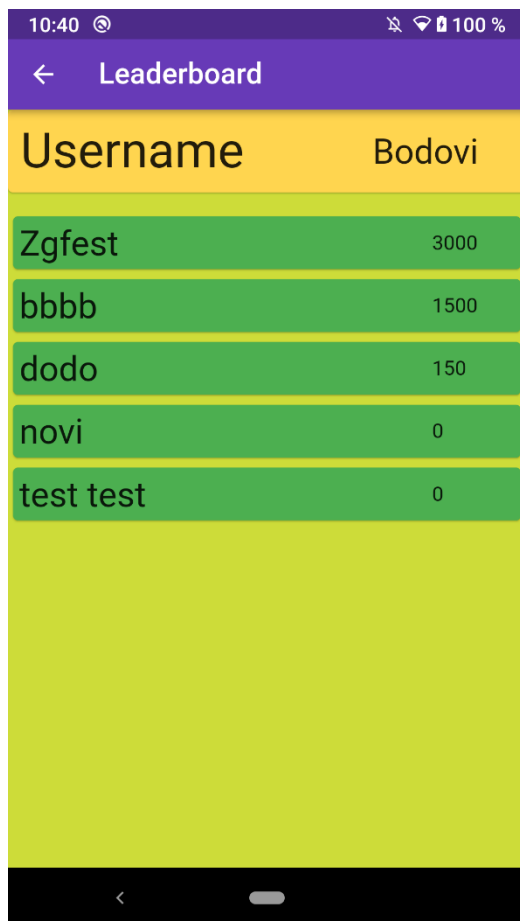 10:40 100 %
Leaderboard
Username Bodovi
Zgfest 3000
bbbb 1500
dodo 150
novi 0
test test 0